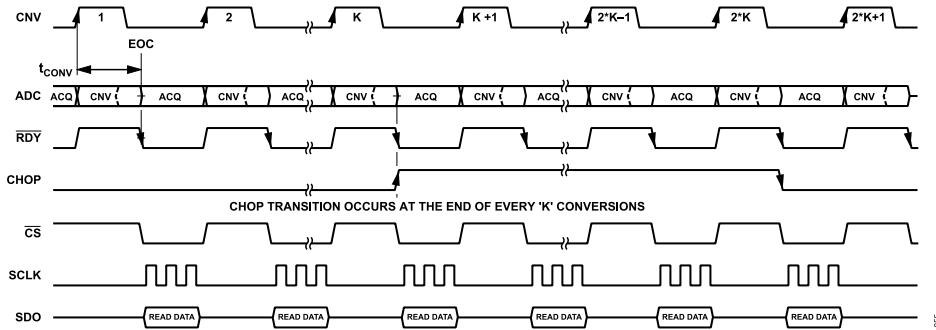 CNV 1 2 K K +1 2*K–1 2*K 2*K+1
EOC
tCONV
ADC ACQ CNV ACQ CNV ACQ CNV ACQ CNV ACQ CNV ACQ CNV ACQ CNV
RDY
CHOP
CHOP TRANSITION OCCURS AT THE END OF EVERY 'K' CONVERSIONS
CS
SCLK
SDO READ DATA READ DATA READ DATA READ DATA READ DATA READ DATA